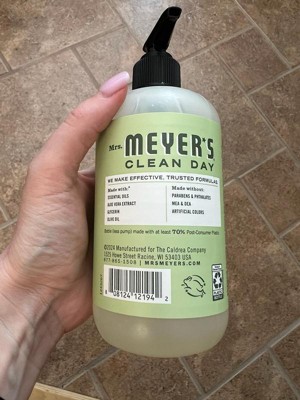 Mrs. MEYER'S
CLEAN DAY
WE MAKE EFFECTIVE, TRUSTED FORMULAS.
Made with:*
ESSENTIAL OILS
ALOE VERA EXTRACT
GLYCERIN
OLIVE OIL
Made without:
PARABENS & PHTHALATES
MEA & DEA
ARTIFICIAL COLORS
Bottle (less pump) made with at least 70% Post-Consumer Plastic
©2024 Manufactured for The Caldrea Company
1525 Howe Street Racine, WI 53403 USA
877-865-1508 | MRSMEYERS.COM
08124 12194 2